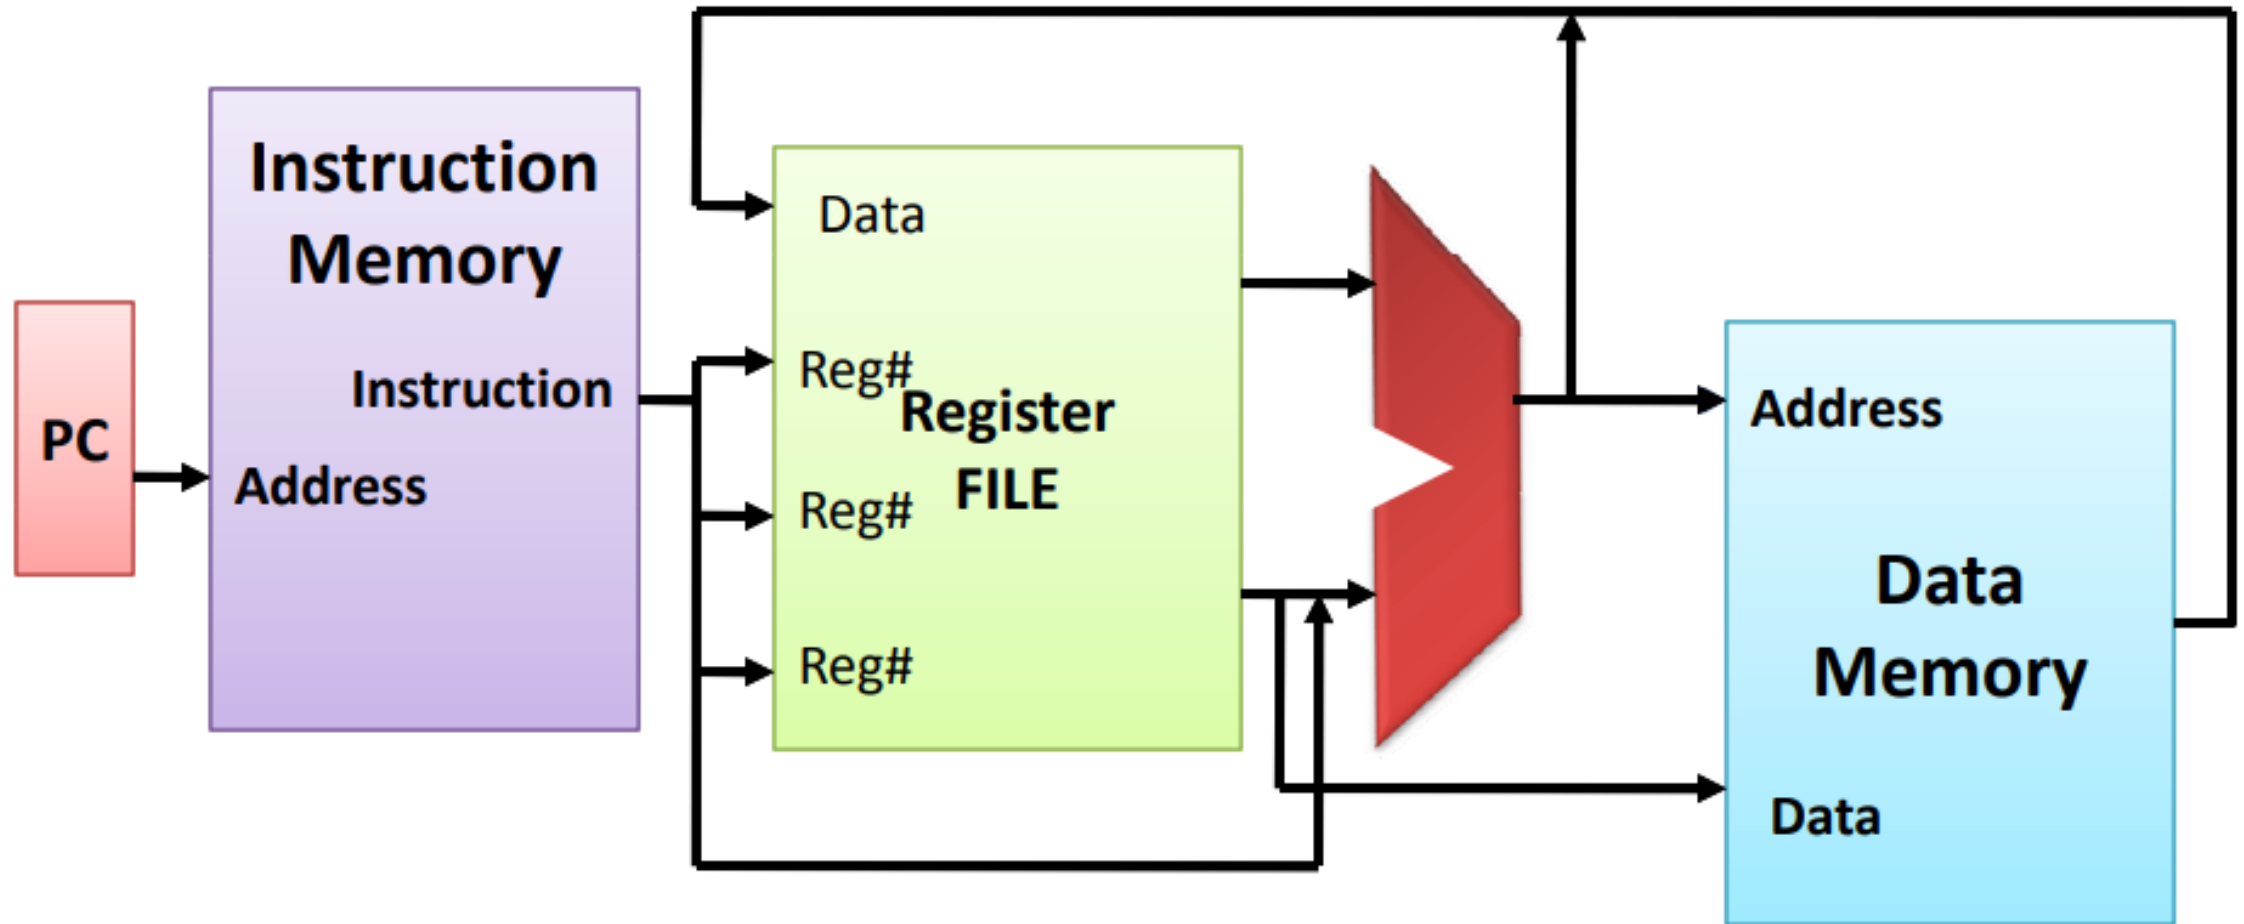 PC
Instruction
Memory
Instruction
Address
Data
Reg#
Register
FILE
Reg#
Reg#
Address
Data
Memory
Data